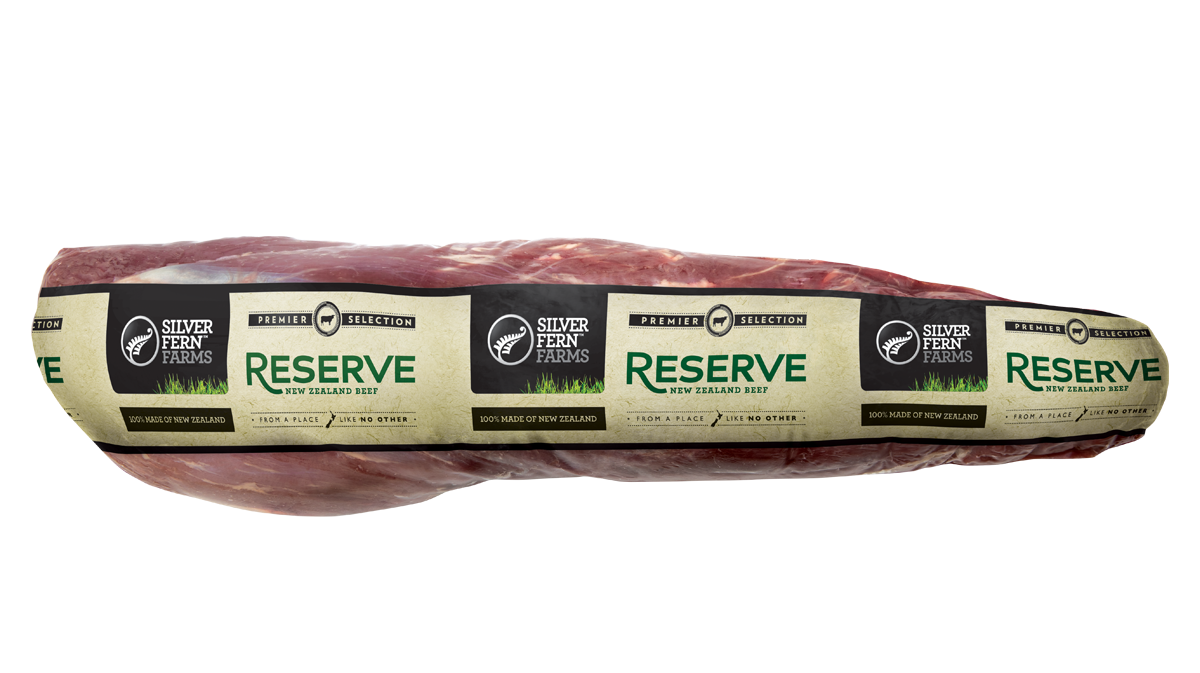 CTION
VE
SILVER
FERN™
FARMS
100% MADE OF NEW ZEALAND
PREMIER SELECTION
RESERVE
NEW ZEALAND BEEF
• FROM A PLACE LIKE NO OTHER •
SILVER
FERN™
FARMS
100% MADE OF NEW ZEALAND
PREMIER SELECTION
RESERVE
NEW ZEALAND BEEF
• FROM A PLACE LIKE NO OTHER •
SILVER
FERN™
FARMS
100% MADE OF NEW ZEALAND
PREMIER SELECTION
RESERVE
NEW ZEALAND BEEF
• FROM A PLACE LIKE NO OTHER •